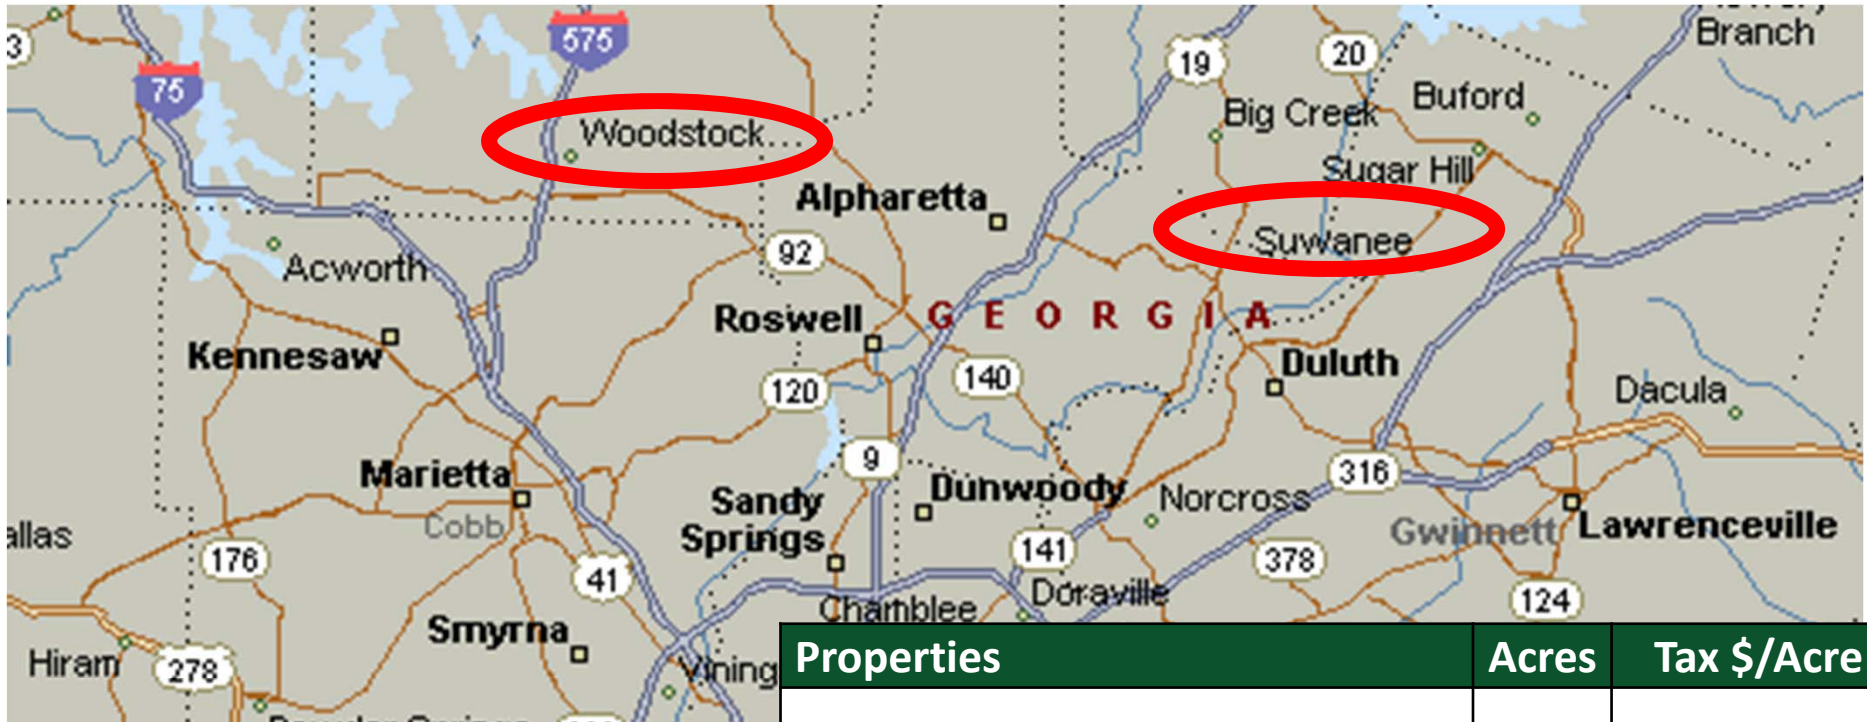 3
75
575
19
20
Branch
Woodstock
Big Creek
Buford
Sugar Hill
Alpharetta
Suwanee
Acworth
92
Roswell
GEORGIA
Kennesaw
120
140
Duluth
Dacula
9
316
Marietta
Cobb
Sandy
Springs
Dunwoody
Norcross
Gwinnett
Lawrenceville
allas
176
41
141
378
124
Chamblee
Doraville
Smyrna
Hiram
278
Vining
Properties Acres Tax $/Acre